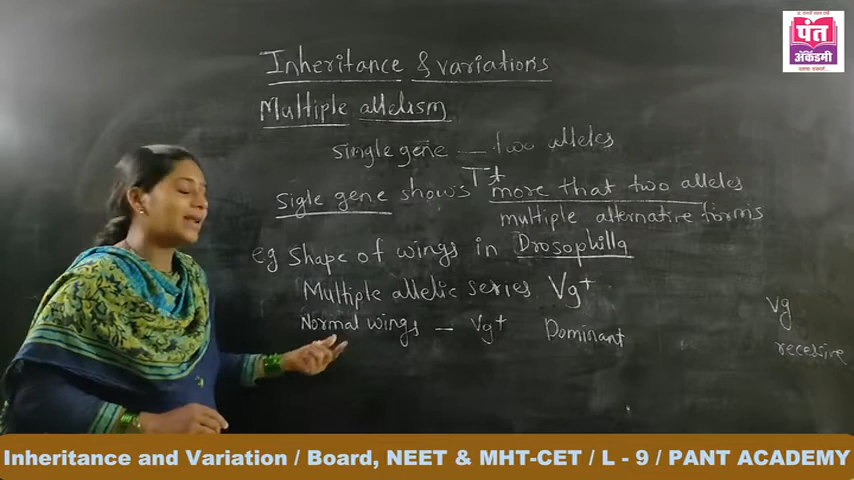 पंत
अॅकॅडमी
Inheritance & variations
Multiple allelism
single gene — two alleles
T t
Sigle gene shows more that two alleles
multiple alternative forms
eg Shape of wings in Drosophilla
Multiple allelic series Vg+
Normal wings — Vg+ Dominant
vg
recessive
Inheritance and Variation / Board, NEET & MHT-CET / L - 9 / PANT ACADEMY